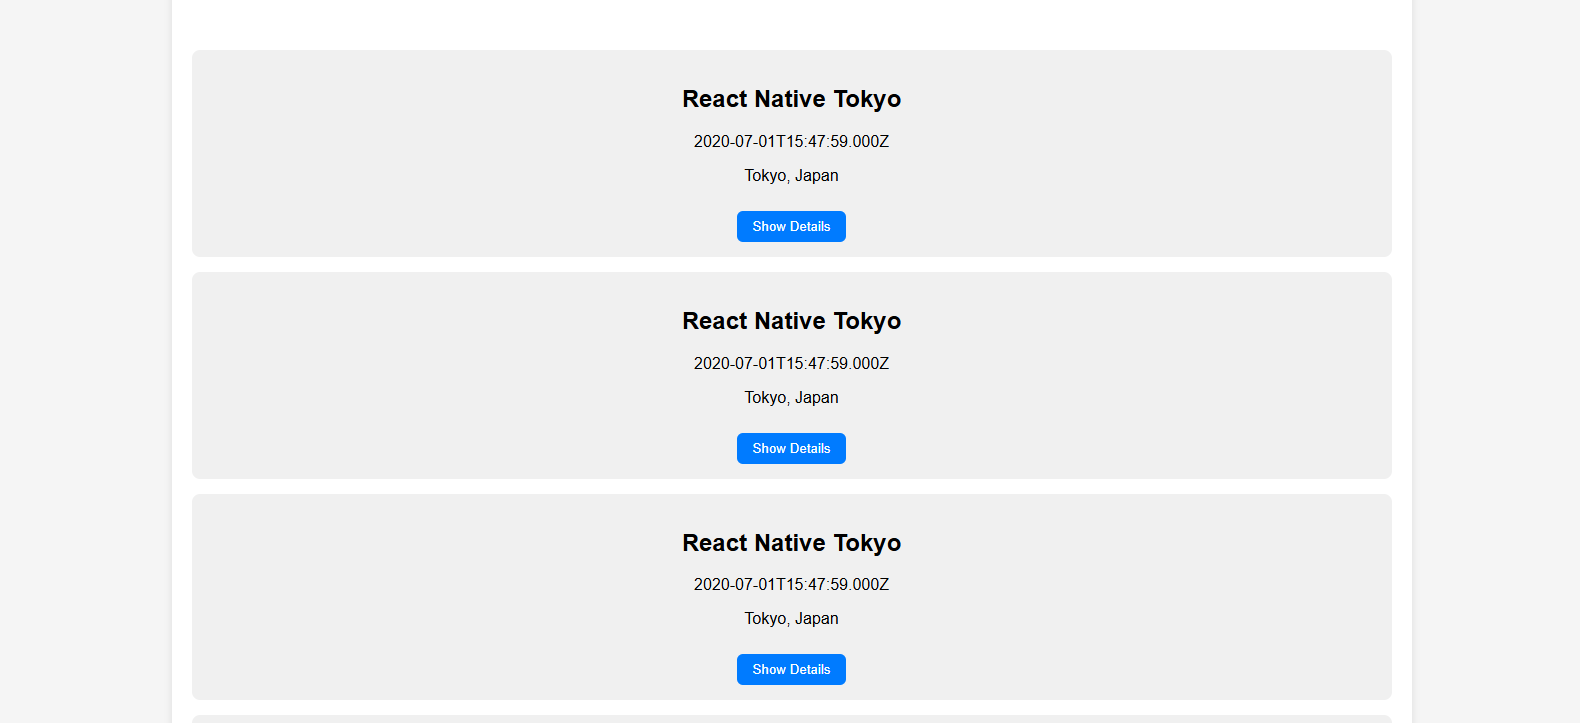 React Native Tokyo
2020-07-01T15:47:59.000Z
Tokyo, Japan
Show Details
React Native Tokyo
2020-07-01T15:47:59.000Z
Tokyo, Japan
Show Details
React Native Tokyo
2020-07-01T15:47:59.000Z
Tokyo, Japan
Show Details